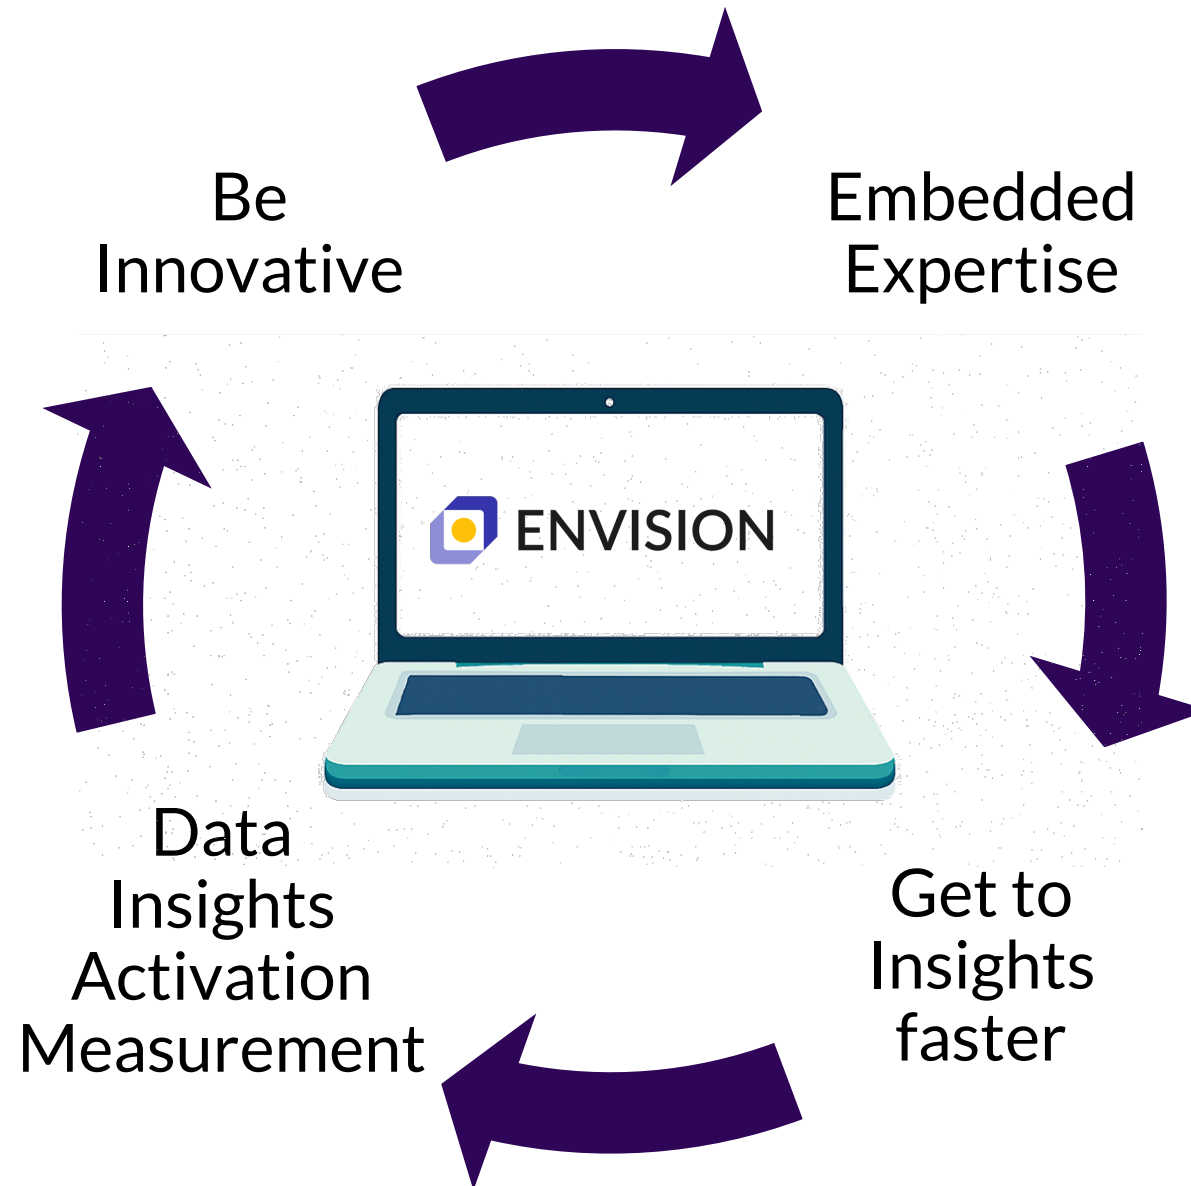 Be
Innovative
Embedded
Expertise
ENVISION
Data
Insights
Activation
Measurement
Get to
Insights
faster